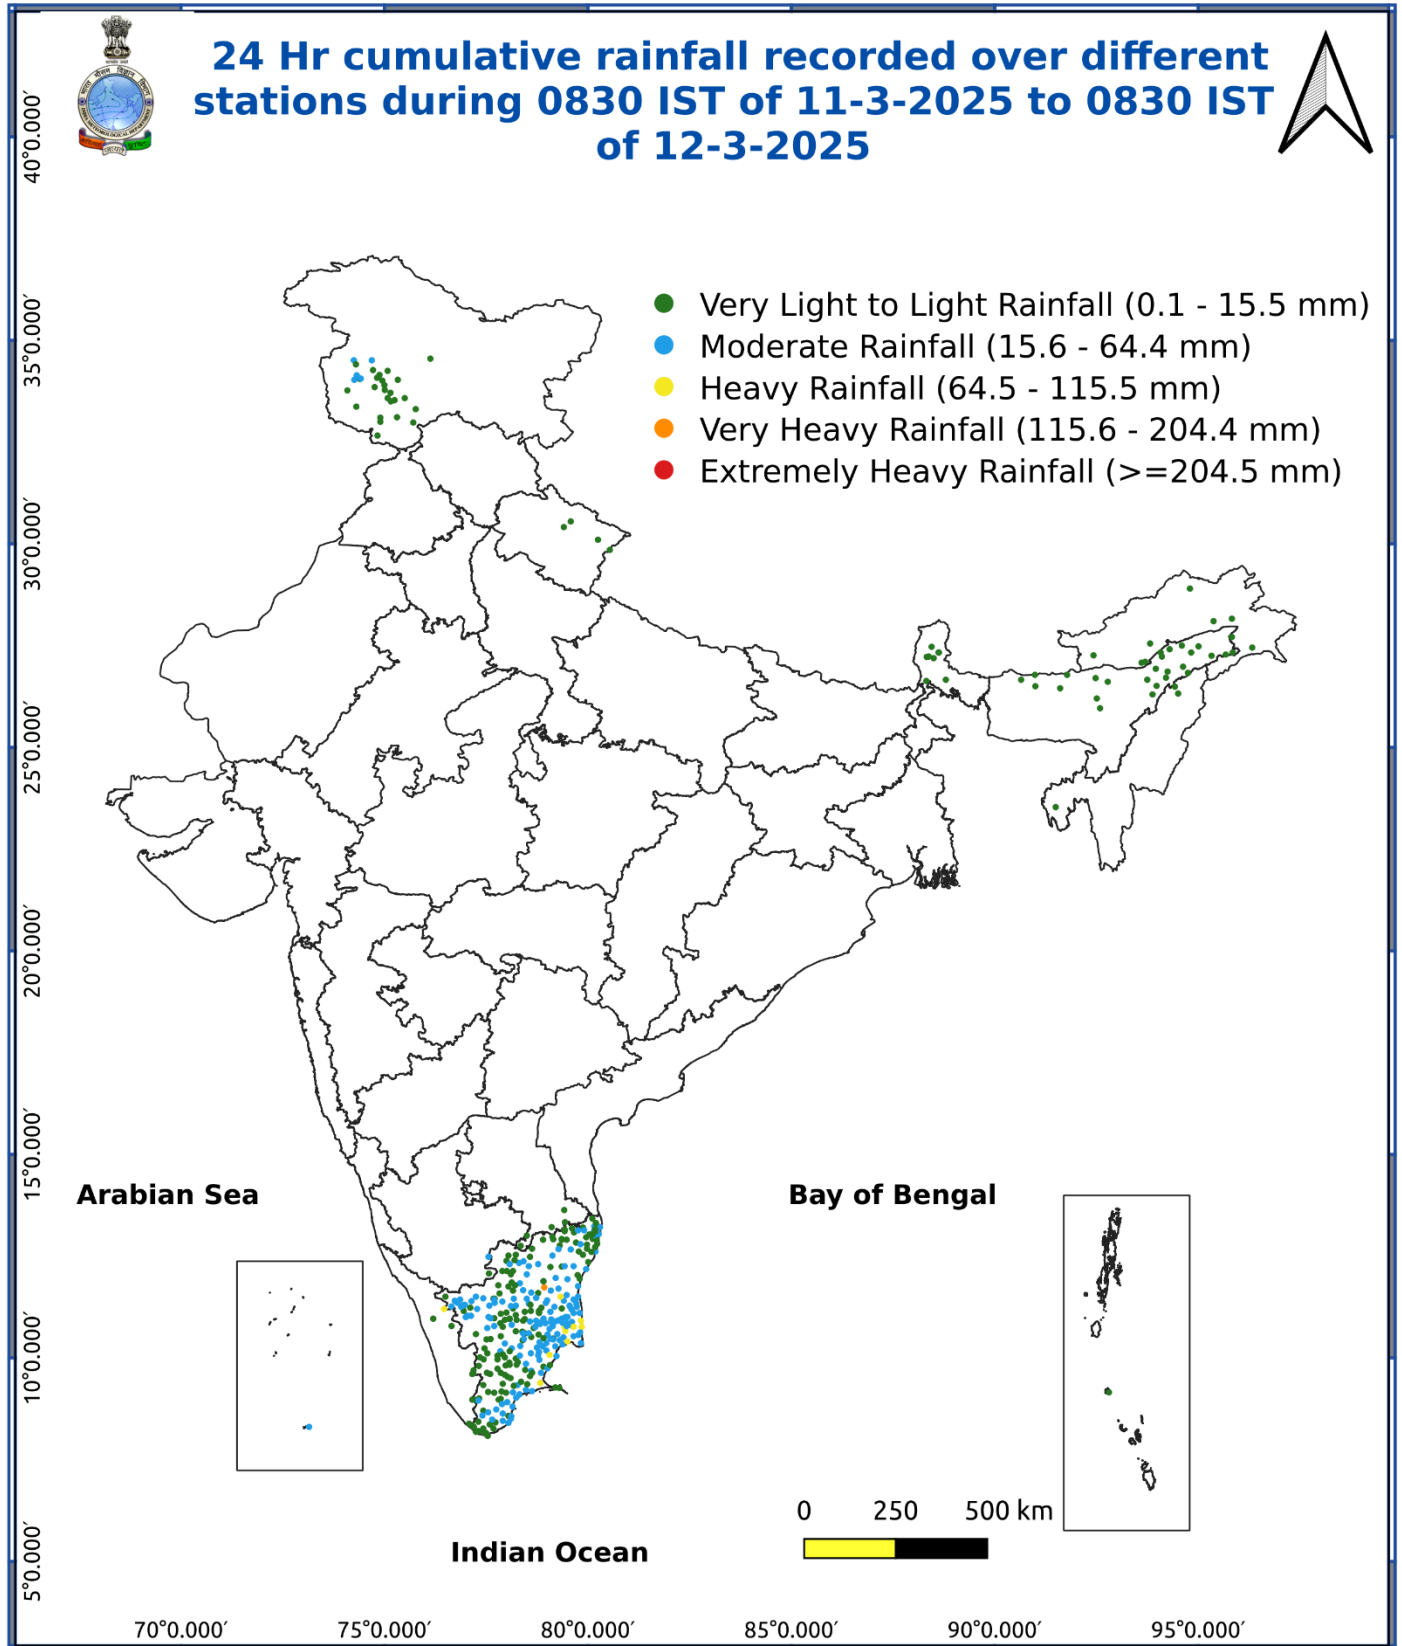 24 Hr cumulative rainfall recorded over different
stations during 0830 IST of 11-3-2025 to 0830 IST
of 12-3-2025
Very Light to Light Rainfall (0.1 - 15.5 mm)
Moderate Rainfall (15.6 - 64.4 mm)
Heavy Rainfall (64.5 - 115.5 mm)
Very Heavy Rainfall (115.6 - 204.4 mm)
Extremely Heavy Rainfall (>=204.5 mm)
40°0.000′
35°0.000′
30°0.000′
25°0.000′
20°0.000′
15°0.000′
10°0.000′
5°0.000′
Arabian Sea
Bay of Bengal
0 250 500 km
Indian Ocean
70°0.000′ 75°0.000′ 80°0.000′ 85°0.000′ 90°0.000′ 95°0.000′